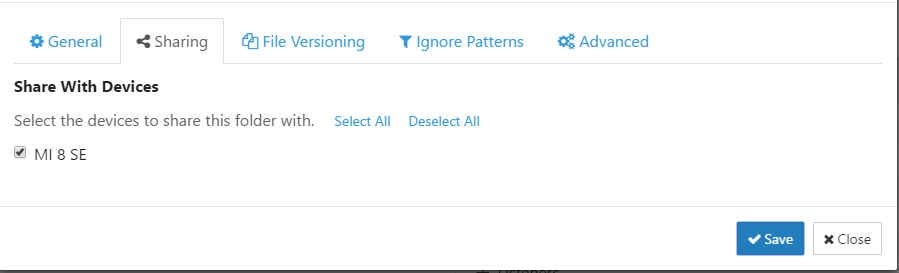 General Sharing File Versioning Ignore Patterns Advanced
Share With Devices
Select the devices to share this folder with. Select All Deselect All
MI 8 SE
Save Close